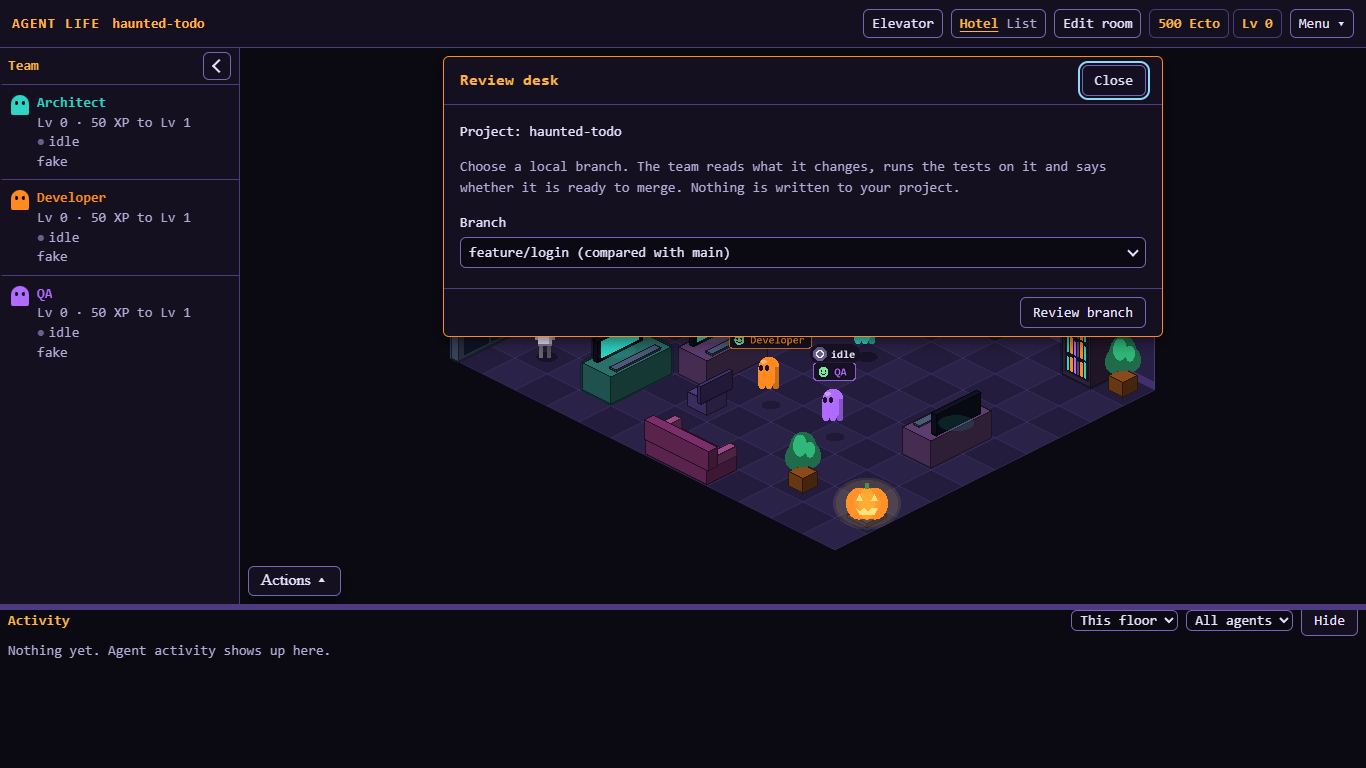 AGENT LIFE haunted-todo
Elevator
Hotel List
Edit room
500 Ecto
Lv 0
Menu ▾
Team
Architect
Lv 0 · 50 XP to Lv 1
idle
fake
Developer
Lv 0 · 50 XP to Lv 1
idle
fake
QA
Lv 0 · 50 XP to Lv 1
idle
fake
Review desk
Close
Project: haunted-todo
Choose a local branch. The team reads what it changes, runs the tests on it and says
whether it is ready to merge. Nothing is written to your project.
Branch
feature/login (compared with main)
Review branch
Developer
idle
QA
Actions ▴
Activity
This floor
All agents
Hide
Nothing yet. Agent activity shows up here.